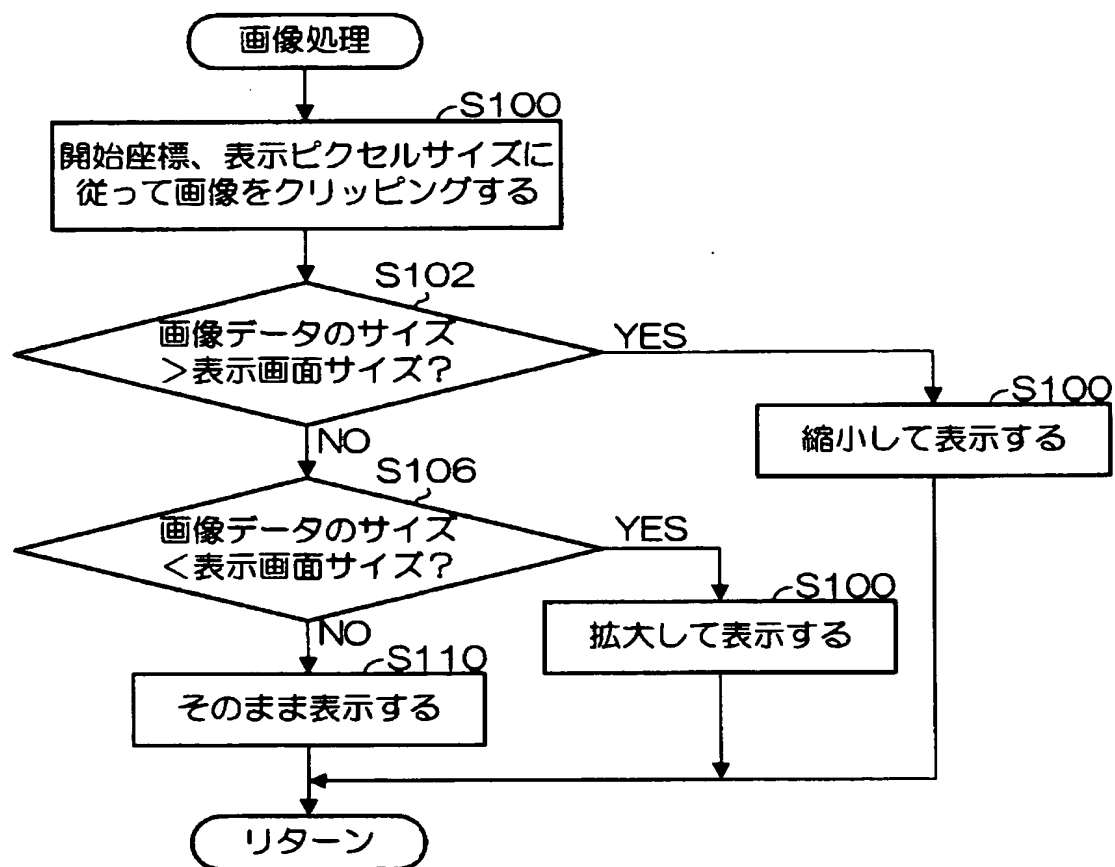 画像処理
S100
開始座標、表示ピクセルサイズに
従って画像をクリッピングする
S102
画像データのサイズ
>表示画面サイズ?
YES
S100
縮小して表示する
NO
S106
画像データのサイズ
<表示画面サイズ?
YES
S100
拡大して表示する
NO
S110
そのまま表示する
リターン